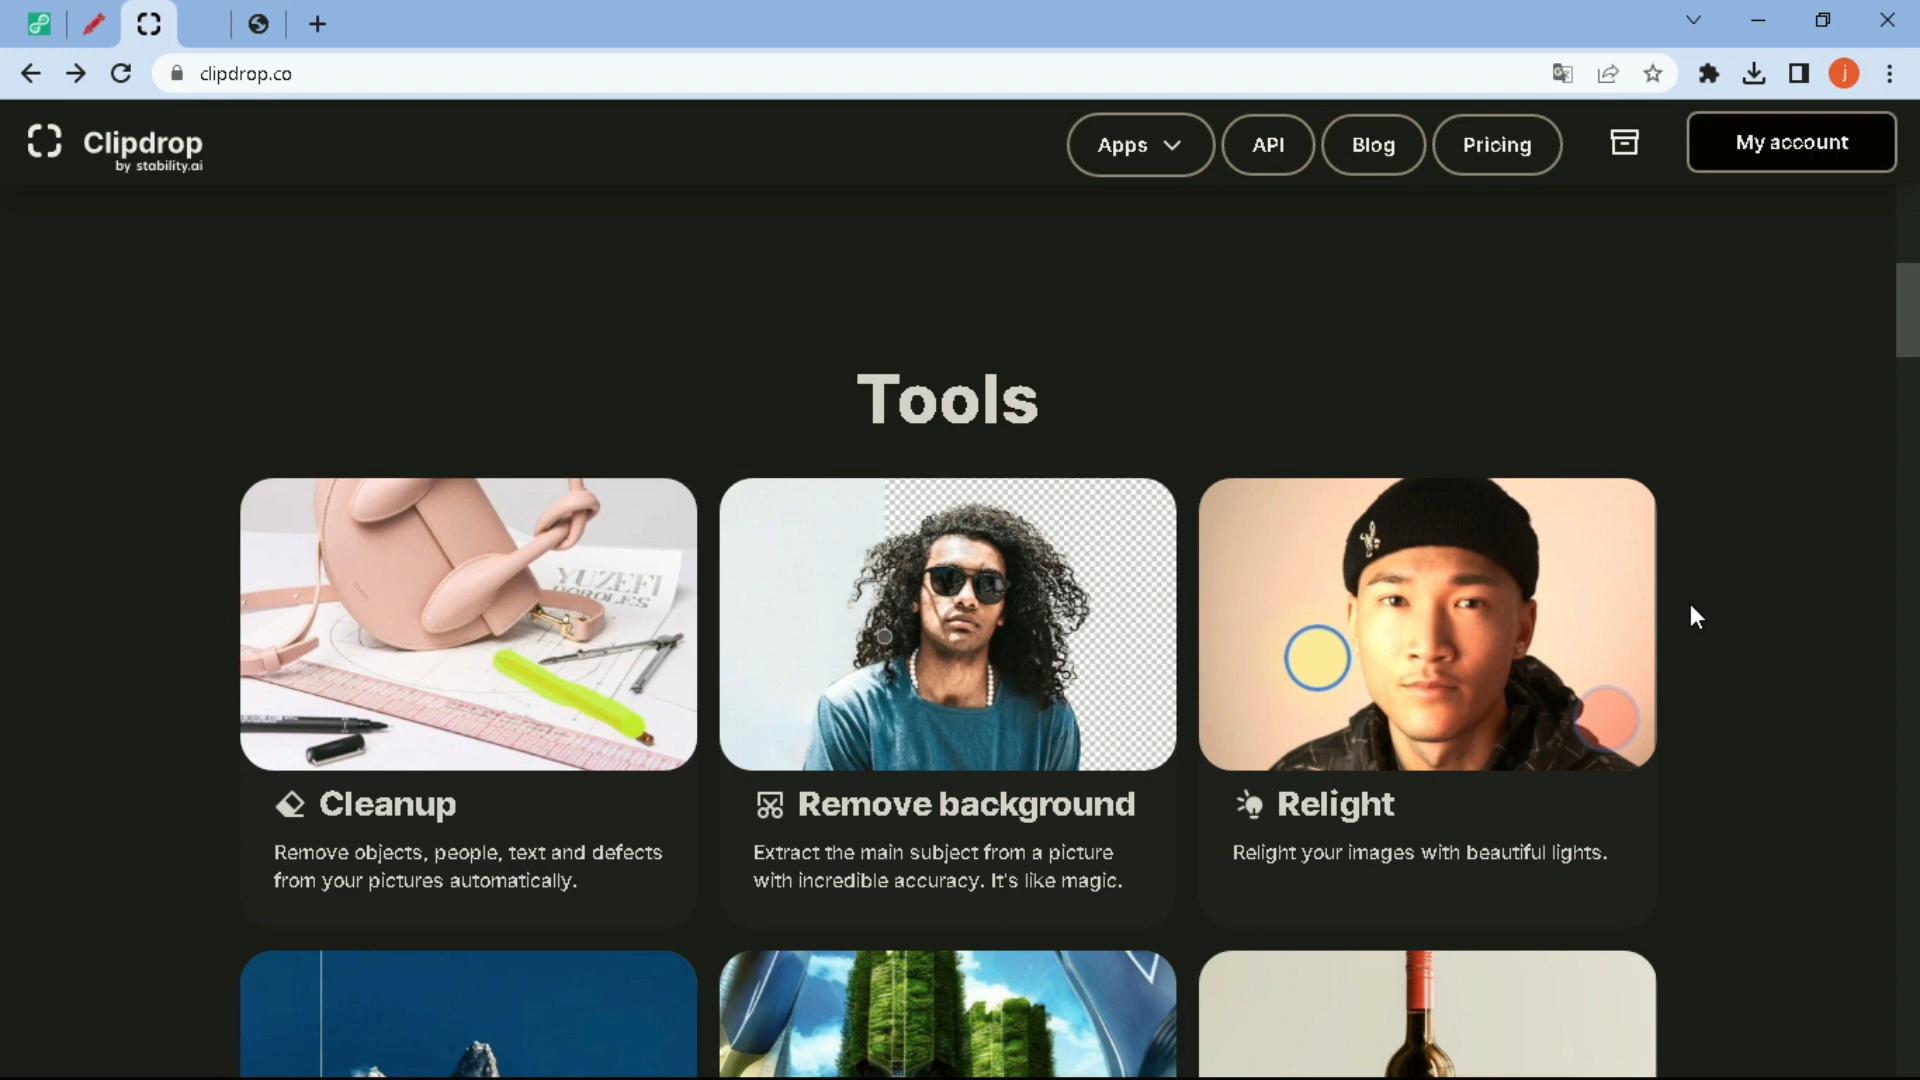 clipdrop.co
j
Clipdrop
by stability.ai
Apps
API
Blog
Pricing
My account
Tools
YUZEFI
Cleanup
Remove objects, people, text and defects
from your pictures automatically.
Remove background
Extract the main subject from a picture
with incredible accuracy. It's like magic.
Relight
Relight your images with beautiful lights.